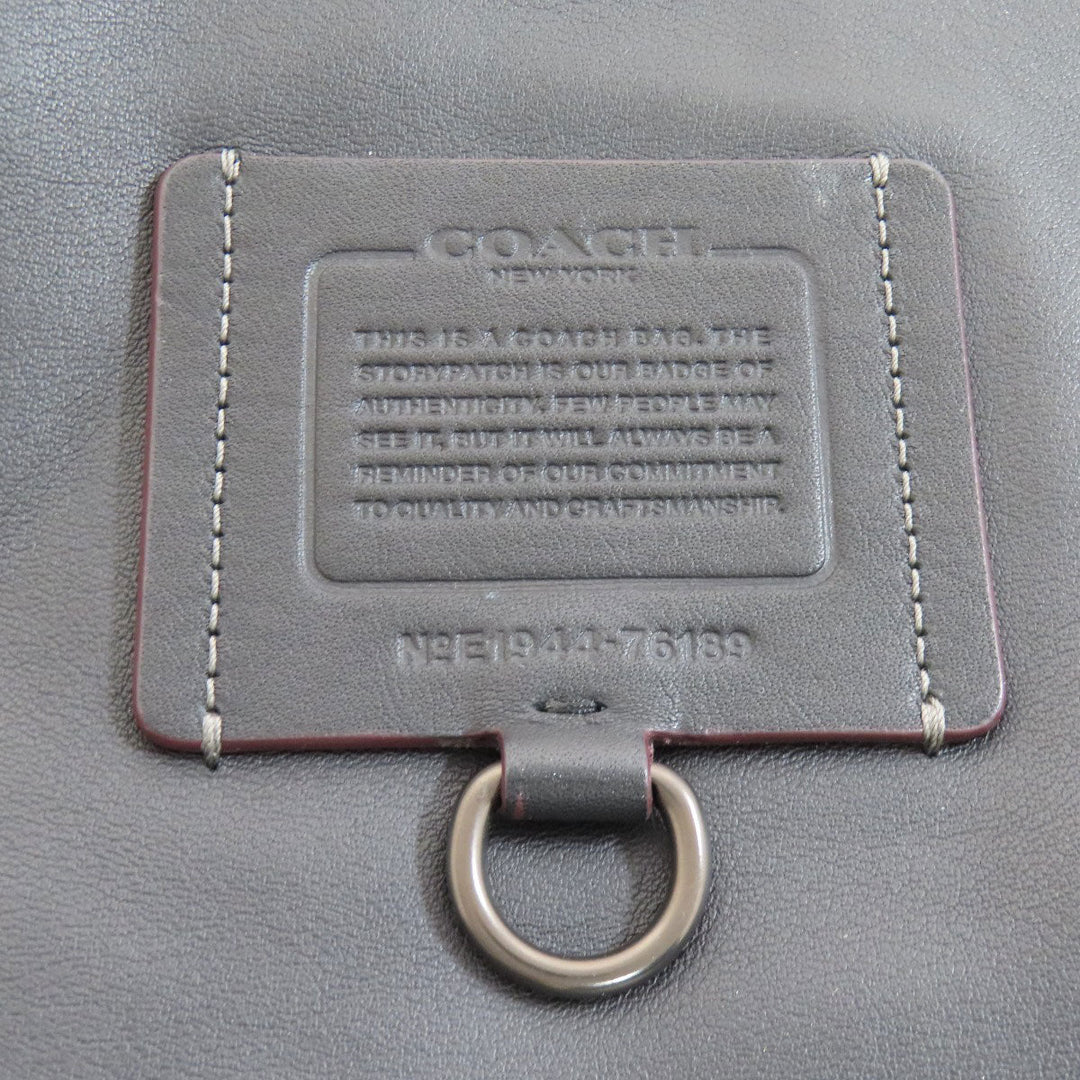 COACH
NEW YORK
THIS IS A COACH BAG. THE
STORYPATCH IS OUR BADGE OF
AUTHENTICITY. FEW PEOPLE MAY
SEE IT, BUT IT WILL ALWAYS BE A
REMINDER OF OUR COMMITMENT
TO QUALITY AND CRAFTSMANSHIP.
NºE1944-76189